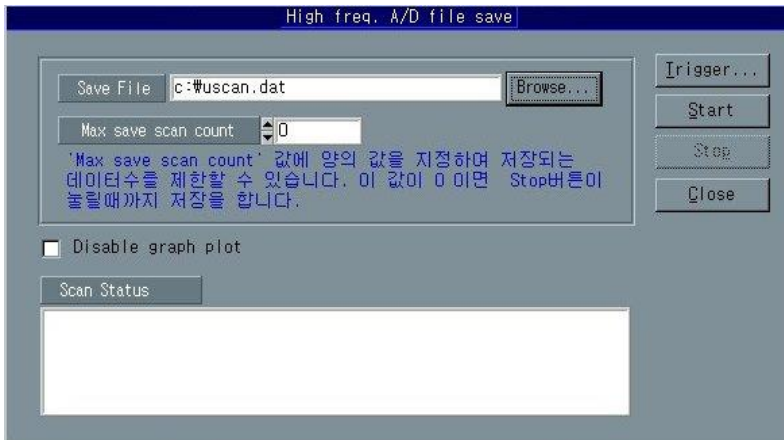 High freq. A/D file save
Save File c:₩uscan.dat Browse...
Max save scan count 0
'Max save scan count' 값에 양의 값을 지정하여 저장되는
데이터수를 제한할 수 있습니다. 이 값이 0 이면 Stop버튼이
눌릴때까지 저장을 합니다.
Disable graph plot
Scan Status
Trigger...
Start
Stop
Close